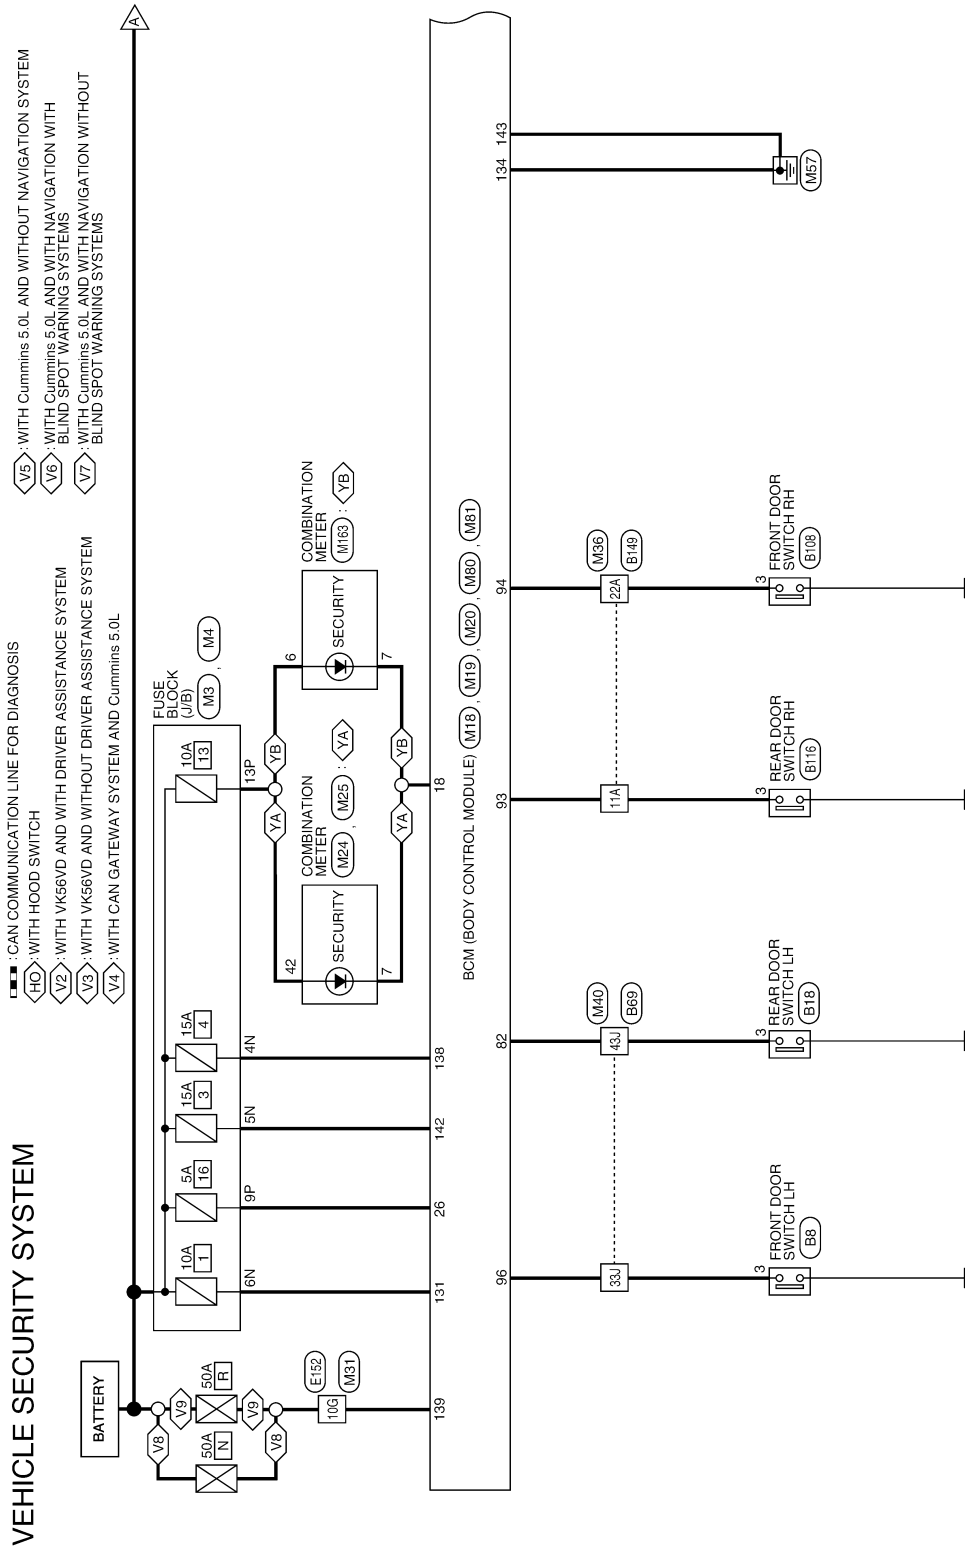 VEHICLE SECURITY SYSTEM
: CAN COMMUNICATION LINE FOR DIAGNOSIS
HO : WITH HOOD SWITCH
V2 : WITH VK56VD AND WITH DRIVER ASSISTANCE SYSTEM
V3 : WITH VK56VD AND WITHOUT DRIVER ASSISTANCE SYSTEM
V4 : WITH CAN GATEWAY SYSTEM AND Cummins 5.0L
V5 : WITH Cummins 5.0L AND WITHOUT NAVIGATION SYSTEM
V6 : WITH Cummins 5.0L AND WITH NAVIGATION WITH
BLIND SPOT WARNING SYSTEMS
V7 : WITH Cummins 5.0L AND WITH NAVIGATION WITHOUT
BLIND SPOT WARNING SYSTEMS
A
BATTERY
V8
V9
50A
N
50A
R
V8
V9
10G
E152
M31
139
FUSE
BLOCK
(J/B)
M3 , M4
10A
1
5A
16
15A
3
15A
4
10A
13
6N
9P
5N
4N
13P
131
26
142
138
YA
YB
COMBINATION
METER
M24 , M25 : YA
42
SECURITY
7
COMBINATION
METER
M163 : YB
6
SECURITY
7
YA
YB
18
BCM (BODY CONTROL MODULE) M18 , M19 , M20 , M80 , M81
96
82
93
94
134
143
33J
43J
M40
B69
11A
22A
M36
B149
M57
3
FRONT DOOR
SWITCH LH
B8
3
REAR DOOR
SWITCH LH
B18
3
REAR DOOR
SWITCH RH
B116
3
FRONT DOOR
SWITCH RH
B108